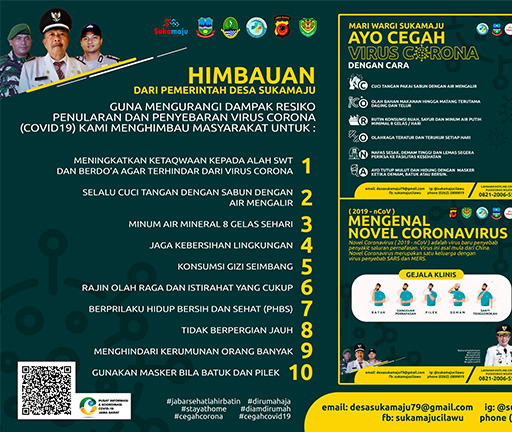 Sukamaju
HIMBAUAN
DARI PEMERINTAH DESA SUKAMAJU
GUNA MENGURANGI DAMPAK RESIKO
PENULARAN DAN PENYEBARAN VIRUS CORONA
(COVID19) KAMI MENGHIMBAU MASYARAKAT UNTUK :
MENINGKATKAN KETAQWAAN KEPADA ALAH SWT
BERDO'A AGAR TERHINDAR DARI VIRUS CORONA 1
SELALU CUCI TANGAN DENGAN SABUN DENGAN
AIR MENGALIR 2
MINUM AIR MINERAL 8 GELAS SEHARI 3
JAGA KEBERSIHAN LINGKUNGAN 4
KONSUMSI GIZI SEIMBANG 5
RAJIN OLAH RAGA DAN ISTIRAHAT YANG CUKUP 6
BERPRILAKU HIDUP BERSIH DAN SEHAT (PHBS) 7
TIDAK BERPERGIAN JAUH 8
MENGHINDARI KERUMUNAN ORANG BANYAK 9
GUNAKAN MASKER BILA BATUK DAN PILEK 10
PUSAT INFORMASI
& KOORDINASI
COVID-19
JAWA BARAT
#jabarsehatlahirbatin #dirumahaja
#stayathome #diamdirumah
#cegahcorona #cegahcovid19
MARI WARGI SUKAMAJU
AYO CEGAH
VIRUS CORONA
DENGAN CARA
CUCI TANGAN PAKAI SABUN DENGAN AIR MENGALIR
OLAH BAHAN MAKANAN HINGGA MATANG TERUTAMA
DAGING DAN TELUR
RUTIN KONSUMSI BUAH, SAYUR DAN MINUM AIR PUTIH
MINIMAL 8 GELAS / HARI
OLAHRAGA TERATUR DAN TERUKUR SETIAP HARI
NAFAS SESAK, DEMAM TINGGI DAN LEMAS SEGERA
PERIKSA KE FASILITAS KESEHATAN
AYO TUTUP MULUT DAN HIDUNG DENGAN MASKER
KETIKA DEMAM, BATUK ATAU BERSIN.
email: desasukamaju79@gmail.com ig: @sukamajucilawu
fb: sukamajucilawu
0821-2006-55
( 2019 - nCoV )
MENGENAL
NOVEL CORONAVIRUS
Novel Coronavirus ( 2019 - nCoV ) adalah virus baru penyebab
penyakit saluran pernafasan. Virus ini asal mula dari China.
Novel Coronavirus merupakan satu keluarga dengan
virus penyebab SARS dan MERS.
GEJALA KLINIS
BATUK
GANGGUAN
PERNAPASAN
PILEK
DEMAM
SAKIT
TENGGOROKAN
email: desasukamaju79@gmail.com
fb: sukamajucilawu
0821-2006-55
email: desasukamaju79@gmail.com ig: @su
fb: sukamajucilawu phone (